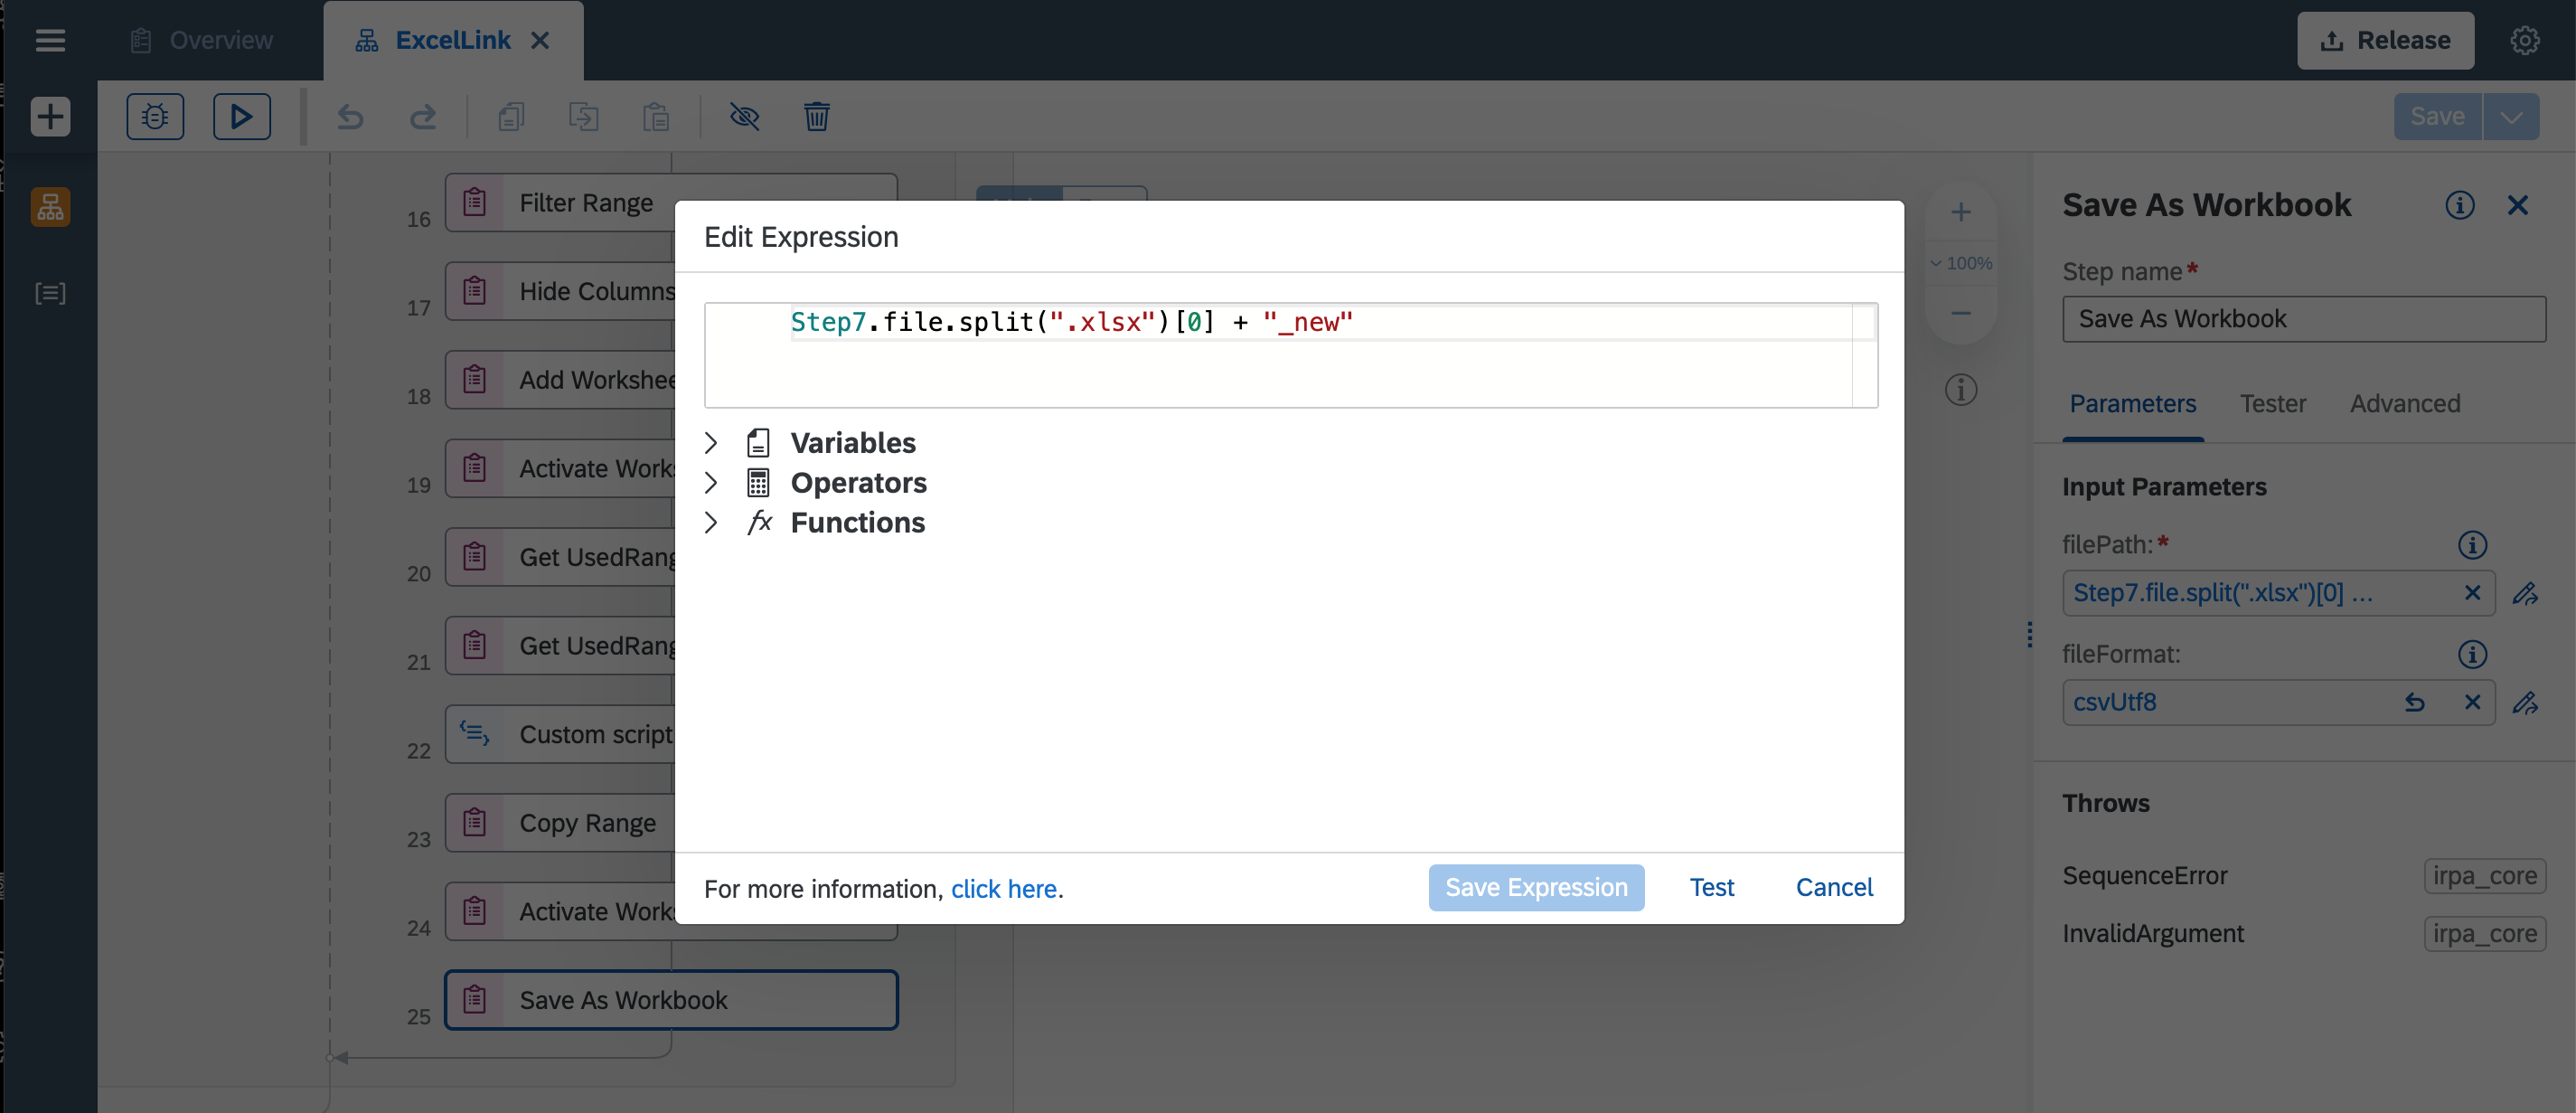 Overview
ExcelLink
Release
Save
16 Filter Range
17 Hide Columns
18 Add Workshee
19 Activate Works
20 Get UsedRang
21 Get UsedRang
22 Custom script
23 Copy Range
24 Activate Works
25 Save As Workbook
Edit Expression
Step7.file.split(".xlsx")[0] + "_new"
Variables
Operators
Functions
For more information, click here.
Save Expression
Test
Cancel
100%
Save As Workbook
Step name*
Save As Workbook
Parameters Tester Advanced
Input Parameters
filePath:*
Step7.file.split(".xlsx")[0] ...
fileFormat:
csvUtf8
Throws
SequenceError irpa_core
InvalidArgument irpa_core